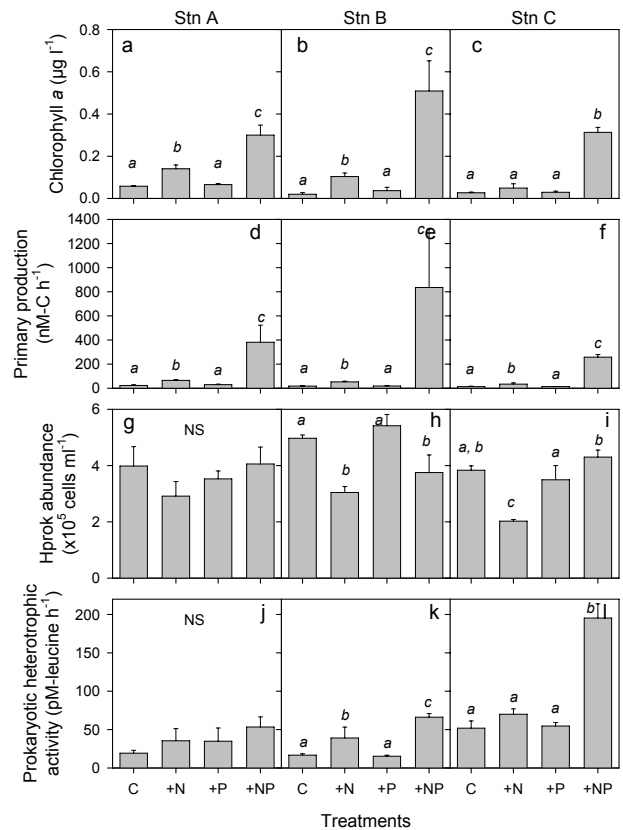 Stn A Stn B Stn C
Chlorophyll a (µg l-1)
0.8
0.6
0.4
0.2
0.0
a
a b a c
b
a b a c
c
a a a b
Primary production
(nM-C h-1)
1400
1200
1000
800
600
400
200
0
d
a b a c
e
a b a c
f
a b a c
Hprok abundance
(x10^5 cells ml-1)
6
4
2
0
g
NS
h
a b a b
i
a, b c a b
Prokaryotic heterotrophic
activity (pM-leucine h-1)
200
150
100
50
0
j
NS
k
a b a c
l
a a a b
C +N +P +NP C +N +P +NP C +N +P +NP
Treatments